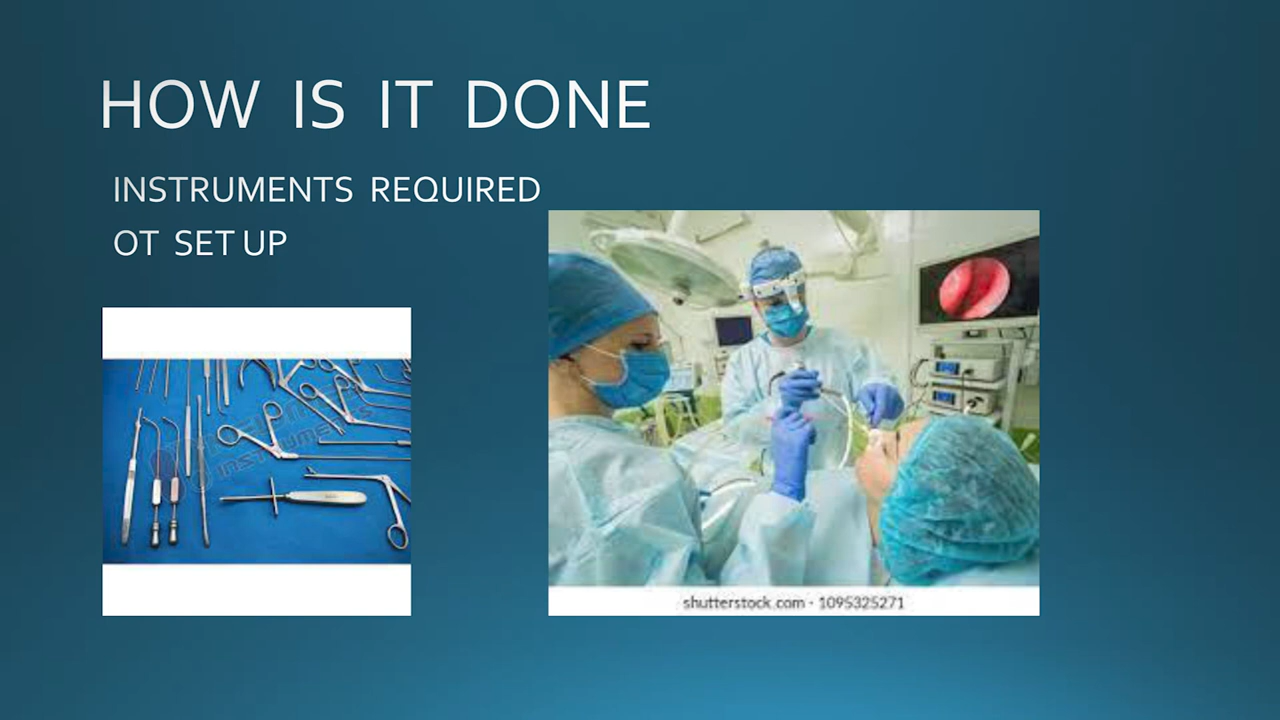 HOW IS IT DONE
INSTRUMENTS REQUIRED
OT SET UP
shutterstock.com · 1095325271